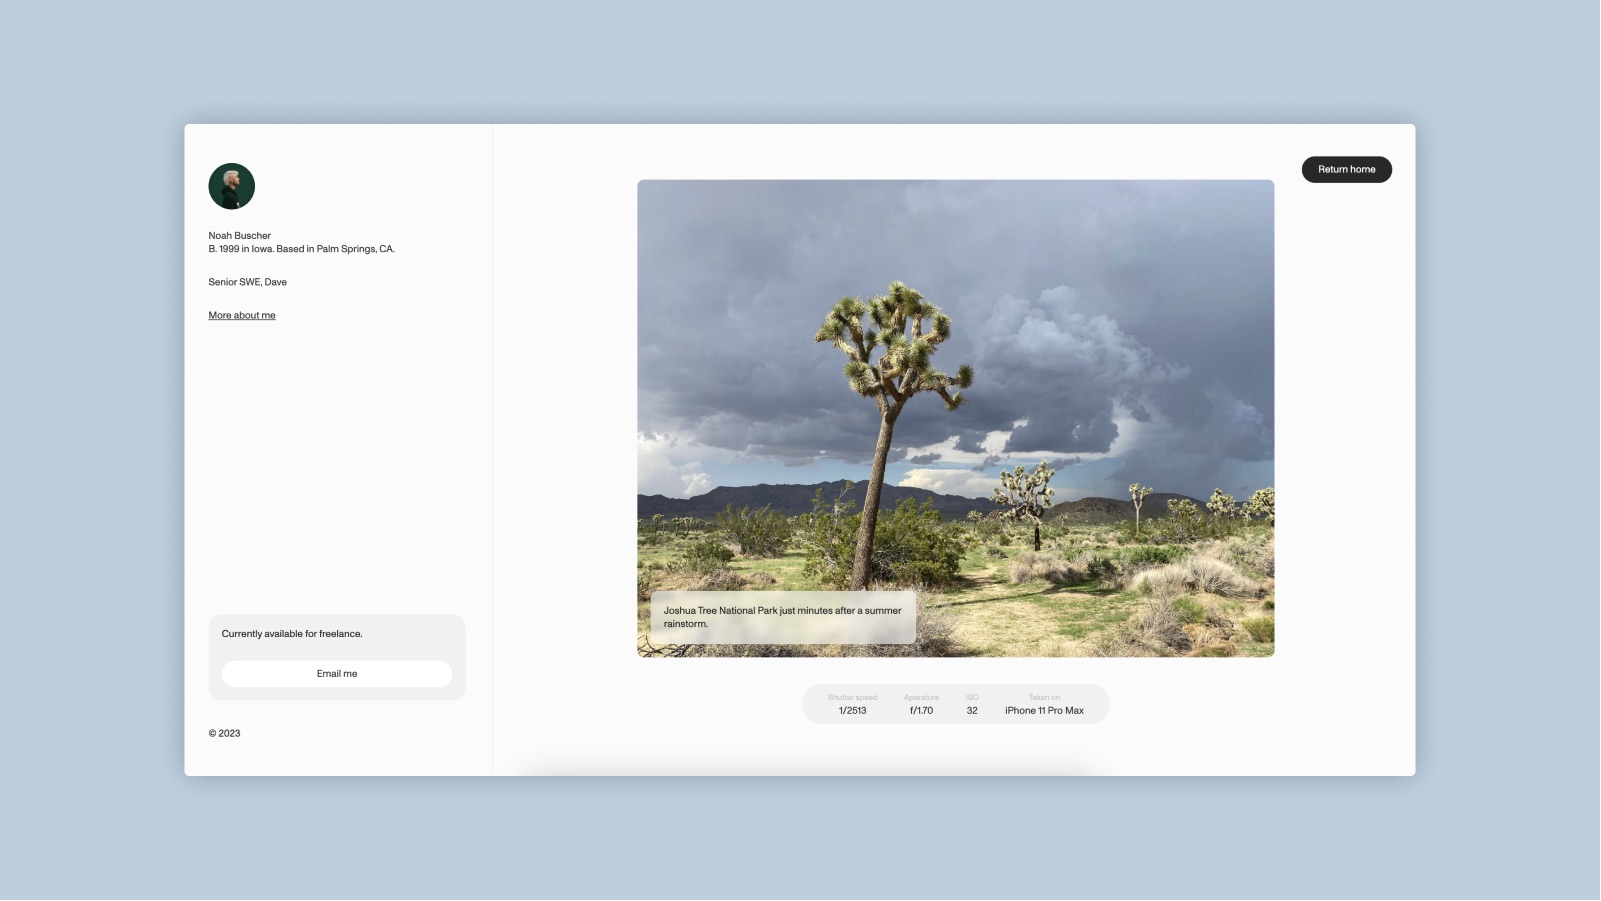 Return home
Noah Buscher
B. 1999 in Iowa. Based in Palm Springs, CA.
Senior SWE, Dave
More about me
Currently available for freelance.
Email me
© 2023
Joshua Tree National Park just minutes after a summer
rainstorm.
Shutter speed
1/2513
Aperature
f/1.70
ISO
32
Taken on
iPhone 11 Pro Max